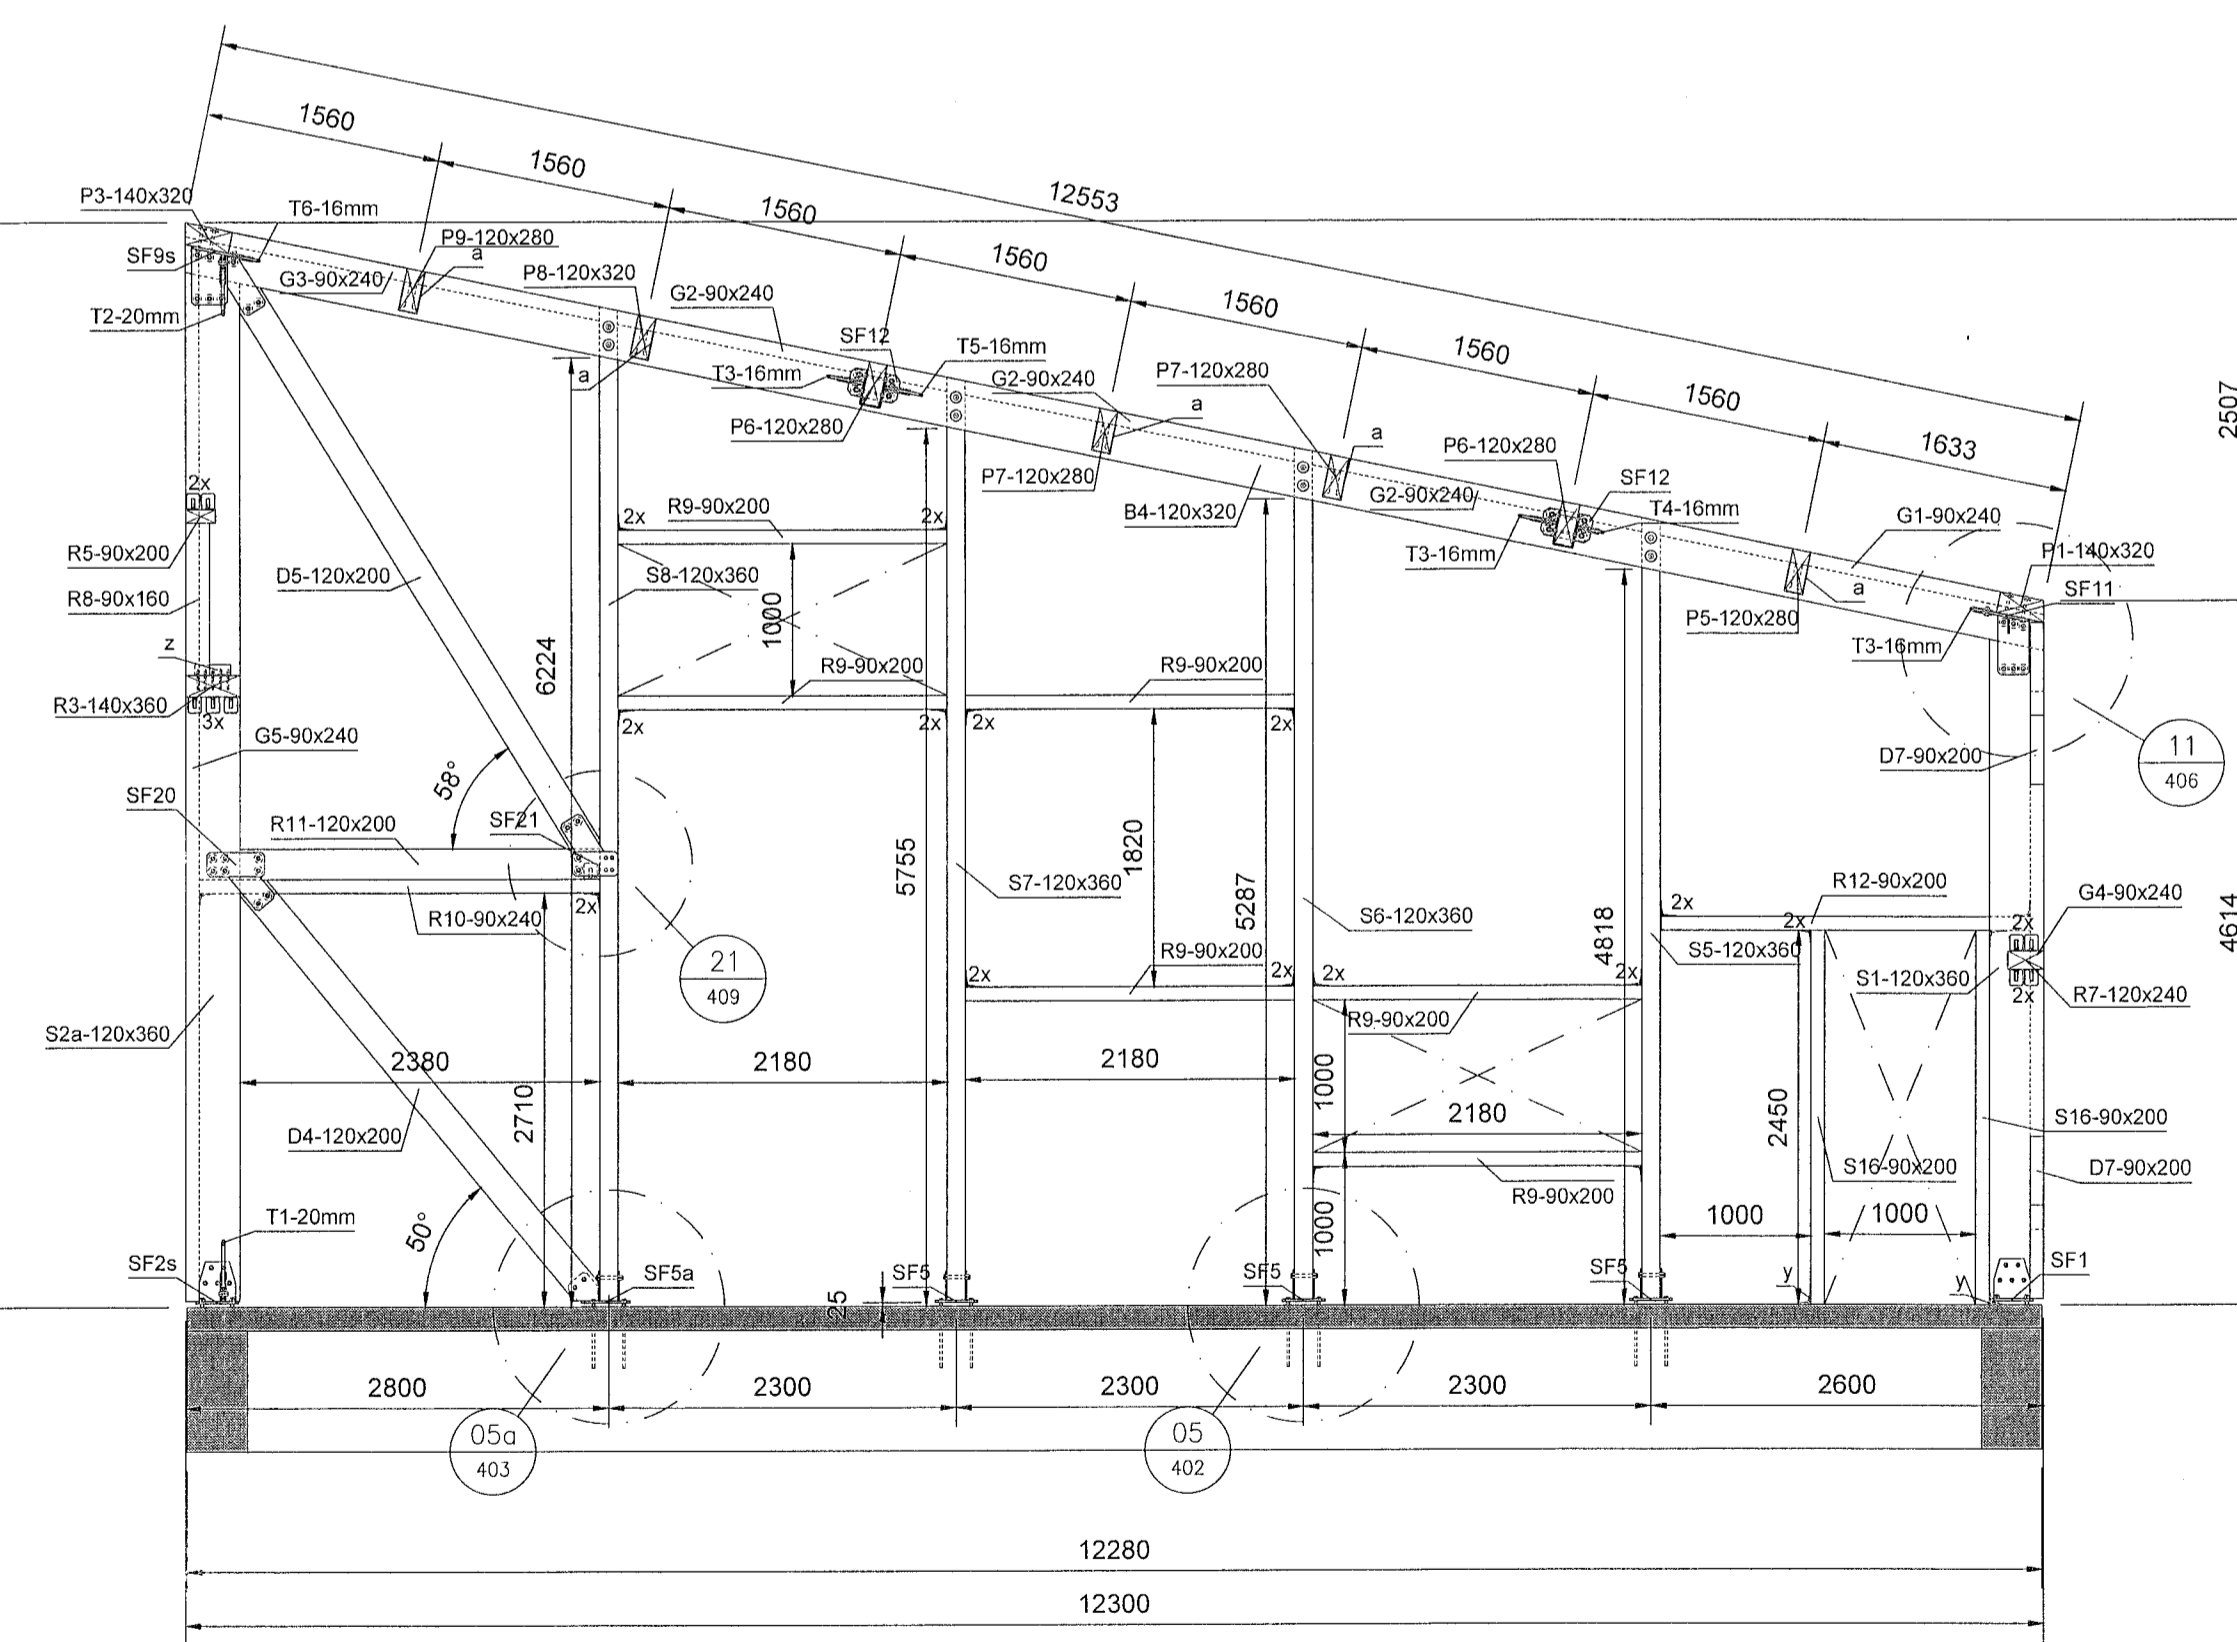 1560
1560
1560
1560
1560
1560
1560
1633
12553
P3-140x320
T6-16mm
SF9s
G3-90x240
P9-120x280
a
P8-120x320
G2-90x240
T2-20mm
SF12
T5-16mm
T3-16mm
G2-90x240
P7-120x280
a
P6-120x280
a
a
P6-120x280
SF12
P7-120x280
G2-90x240
B4-120x320
T4-16mm
G1-90x240
T3-16mm
P1-140x320
SF11
a
P5-120x280
T3-16mm
2507
2x
R5-90x200
R8-90x160
z
R3-140x360
3x
D5-120x200
2x
R9-90x200
2x
S8-120x360
1000
6224
R9-90x200
R9-90x200
2x
2x
2x
2x
G5-90x240
58°
SF20
SF21
R11-120x200
R10-90x240
2x
D7-90x200
11
406
5755
1820
S7-120x360
5287
S6-120x360
R9-90x200
2x
2x
2x
2x
4818
2x
R12-90x200
2x
S5-120x360
2x
G4-90x240
S1-120x360
2x
R7-120x240
4614
21
409
S2a-120x360
2380
2180
2180
2710
D4-120x200
R9-90x200
1000
2180
R9-90x200
1000
2450
S16-90x200
S16-90x200
D7-90x200
1000
1000
50°
T1-20mm
SF2s
SF5a
SF5
SF5
SF5
y
y
SF1
25
2800
2300
2300
2300
2600
05a
403
05
402
12280
12300